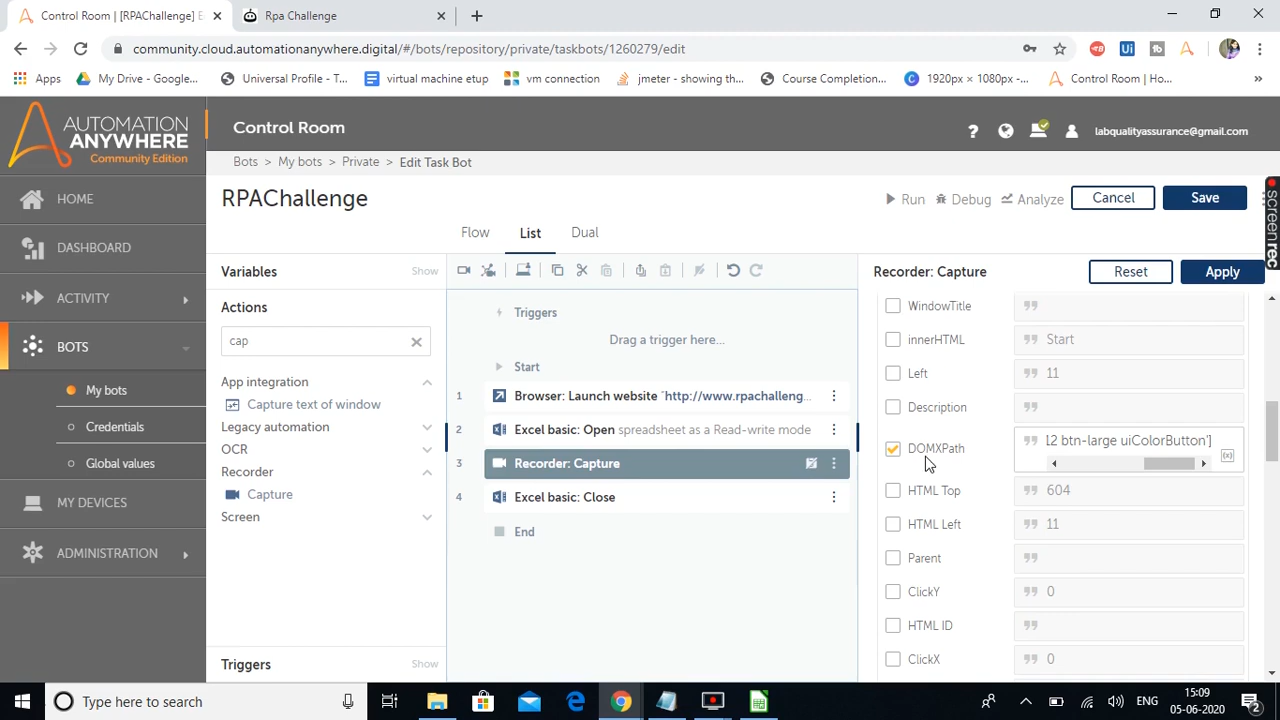 Control Room | [RPAChallenge] E
Rpa Challenge
community.cloud.automationanywhere.digital/#/bots/repository/private/taskbots/1260279/edit
Apps
My Drive - Google...
Universal Profile - T...
virtual machine etup
vm connection
jmeter - showing th...
Course Completion...
1920px × 1080px -...
Control Room | Ho...
AUTOMATION
ANYWHERE
Community Edition
Control Room
labqualityassurance@gmail.com
Bots > My bots > Private > Edit Task Bot
HOME
DASHBOARD
ACTIVITY
BOTS
My bots
Credentials
Global values
MY DEVICES
ADMINISTRATION
RPAChallenge
Run
Debug
Analyze
Cancel
Save
Flow
List
Dual
Variables
Show
Actions
cap
App integration
Capture text of window
Legacy automation
OCR
Recorder
Capture
Screen
Triggers
Show
Triggers
Drag a trigger here...
Start
1 Browser: Launch website "http://www.rpachalleng...
2 Excel basic: Open spreadsheet as a Read-write mode
3 Recorder: Capture
4 Excel basic: Close
End
Recorder: Capture
Reset
Apply
WindowTitle
innerHTML Start
Left 11
Description
DOMXPath l2 btn-large uiColorButton']
(x)
HTML Top 604
HTML Left 11
Parent
ClickY 0
HTML ID
ClickX 0
screenrec
Type here to search
ENG
15:09
05-06-2020
2